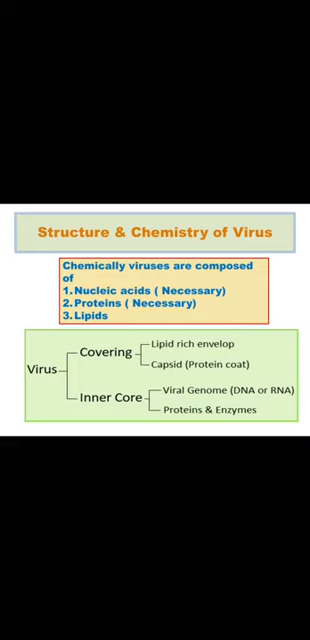 Structure & Chemistry of Virus
Chemically viruses are composed
of
1. Nucleic acids ( Necessary)
2. Proteins ( Necessary)
3. Lipids
Virus
Covering
Lipid rich envelop
Capsid (Protein coat)
Inner Core
Viral Genome (DNA or RNA)
Proteins & Enzymes